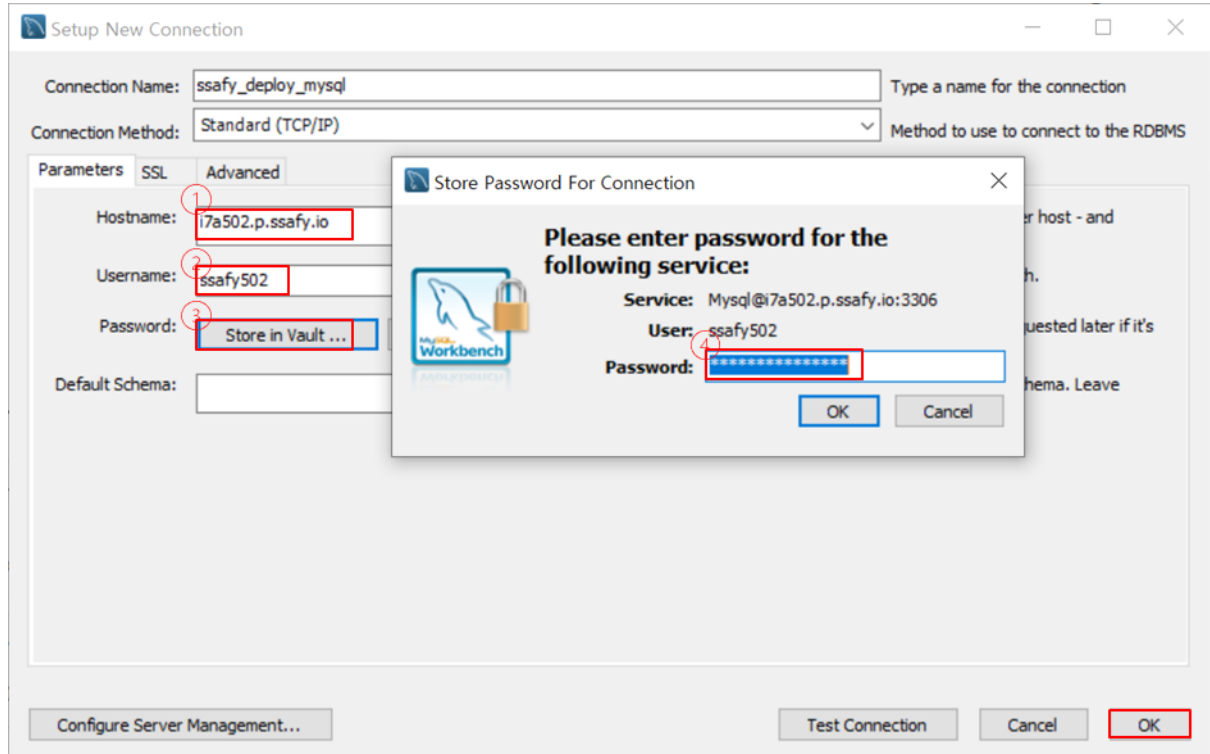 Setup New Connection
Connection Name: ssafy_deploy_mysql Type a name for the connection
Connection Method: Standard (TCP/IP) Method to use to connect to the RDBMS
Parameters SSL Advanced
1
Hostname: i7a502.p.ssafy.io
er host - and
2
Username: ssafy502
h.
3
Password: Store in Vault ...
uested later if it's
Default Schema:
hema. Leave
Store Password For Connection
Please enter password for the
following service:
Service: Mysql@i7a502.p.ssafy.io:3306
User: ssafy502
4
Password: ***************
MySQL
Workbench
OK Cancel
Configure Server Management... Test Connection Cancel OK